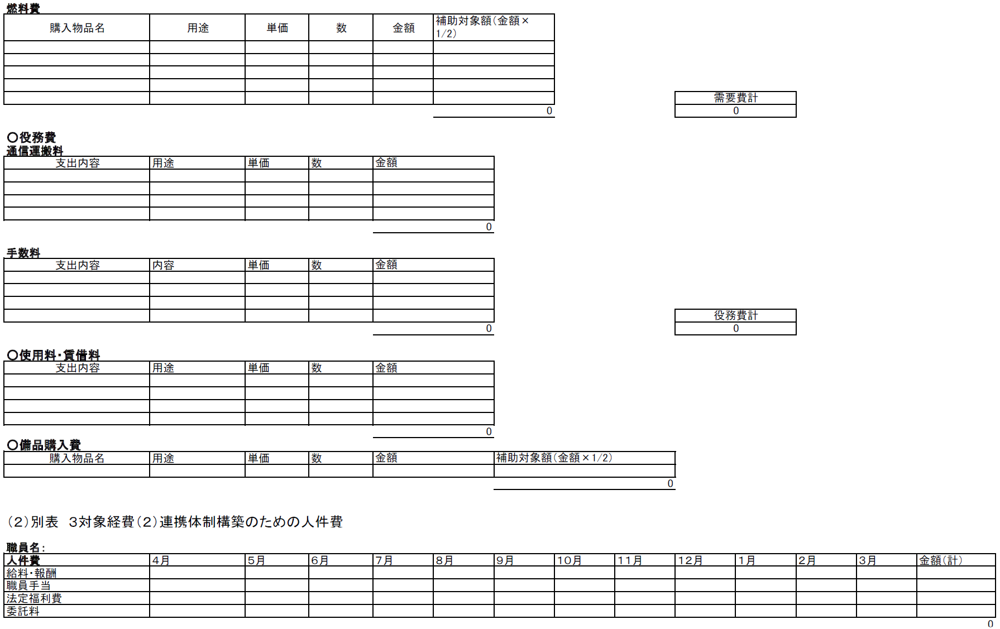 燃料費
購入物品名 用途 単価 数 金額 補助対象額（金額×
1/2）
需要費計
0 0
〇役務費
通信運搬料
支出内容 用途 単価 数 金額
0
手数料
支出内容 内容 単価 数 金額
役務費計
0 0
〇使用料・賃借料
支出内容 用途 単価 数 金額
0
〇備品購入費
購入物品名 用途 単価 数 金額 補助対象額（金額×1/2）
0
（2）別表　3対象経費（2）連携体制構築のための人件費
職員名：
人件費 4月 5月 6月 7月 8月 9月 10月 11月 12月 1月 2月 3月 金額（計）
給料・報酬
職員手当
法定福利費
委託料
0